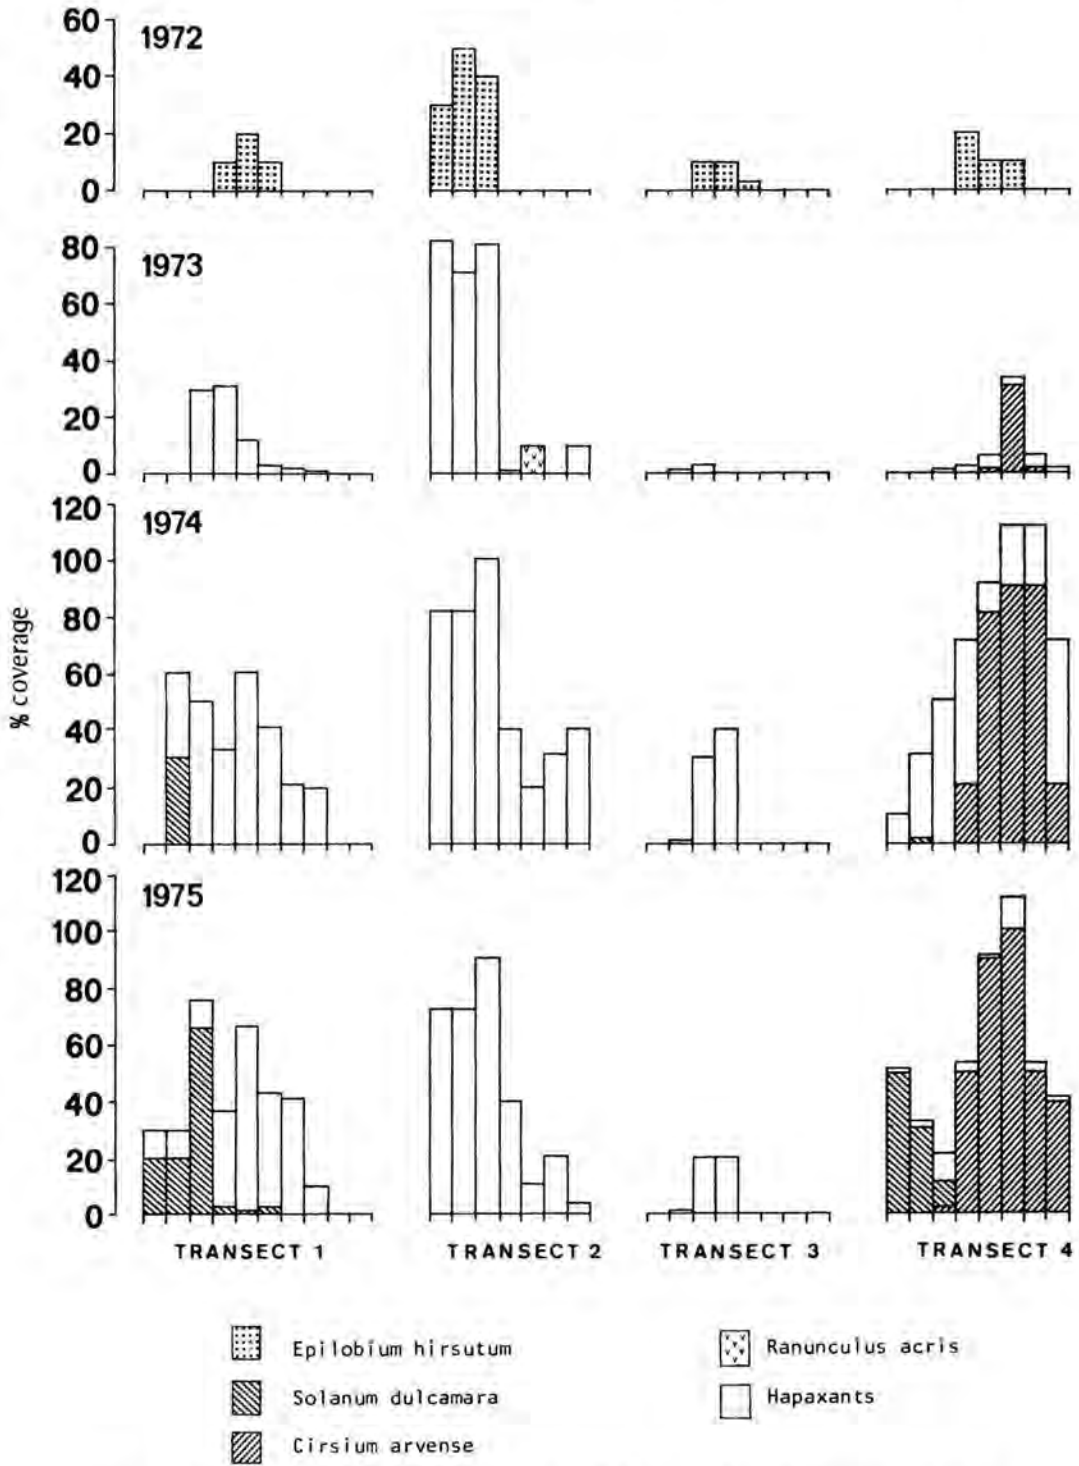 60
1972
40
20
0
80
1973
60
40
20
0
120
1974
100
80
60
40
20
0
% coverage
120
1975
100
80
60
40
20
0
TRANSECT 1
TRANSECT 2
TRANSECT 3
TRANSECT 4
Epilobium hirsutum
Solanum dulcamara
Cirsium arvense
Ranunculus acris
Hapaxants